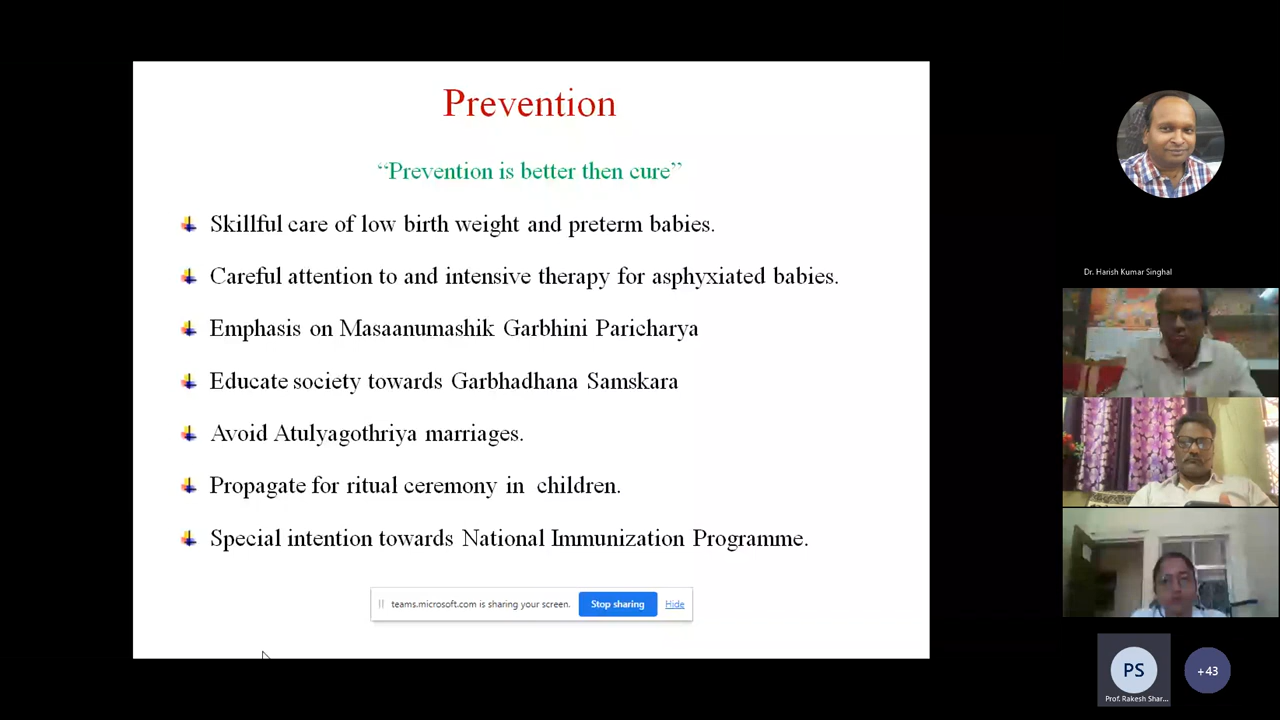 Prevention
“Prevention is better then cure”
Skillful care of low birth weight and preterm babies.
Careful attention to and intensive therapy for asphyxiated babies.
Emphasis on Masaanumashik Garbhini Paricharya
Educate society towards Garbhadhana Samskara
Avoid Atulyagothriya marriages.
Propagate for ritual ceremony in children.
Special intention towards National Immunization Programme.
teams.microsoft.com is sharing your screen. Stop sharing Hide
Dr. Harish Kumar Singhal
PS
Prof. Rakesh Shar...
+43